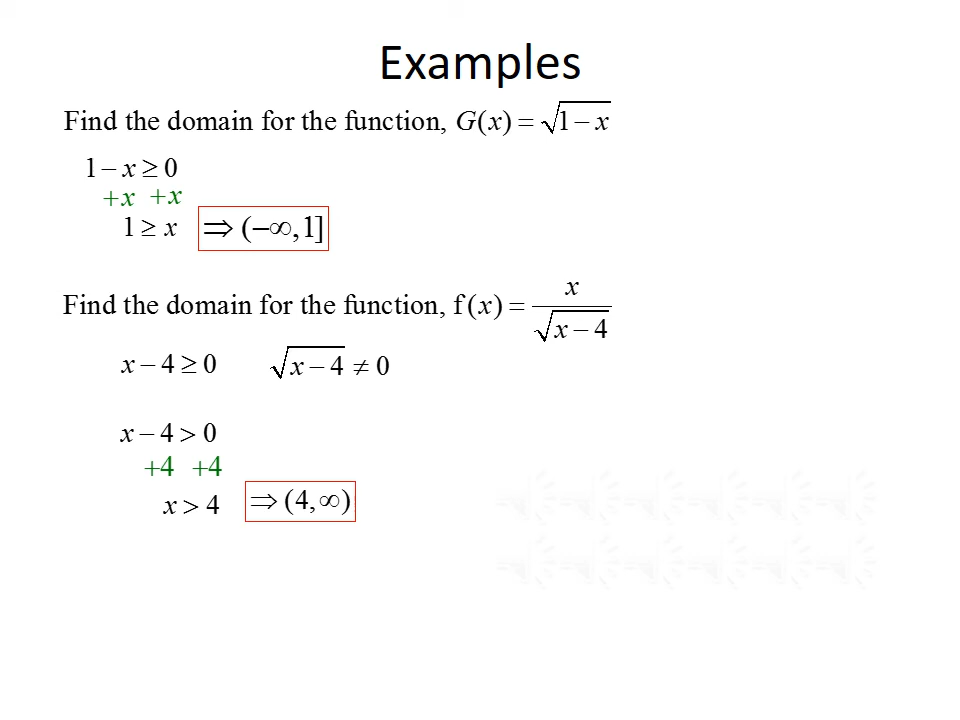 Examples
Find the domain for the function, G(x) = √(1 − x)
1 − x ≥ 0
+x +x
1 ≥ x ⇒ (−∞, 1]
Find the domain for the function, f(x) = x / √(x − 4)
x − 4 ≥ 0 √(x − 4) ≠ 0
x − 4 > 0
+4 +4
x > 4 ⇒ (4, ∞)